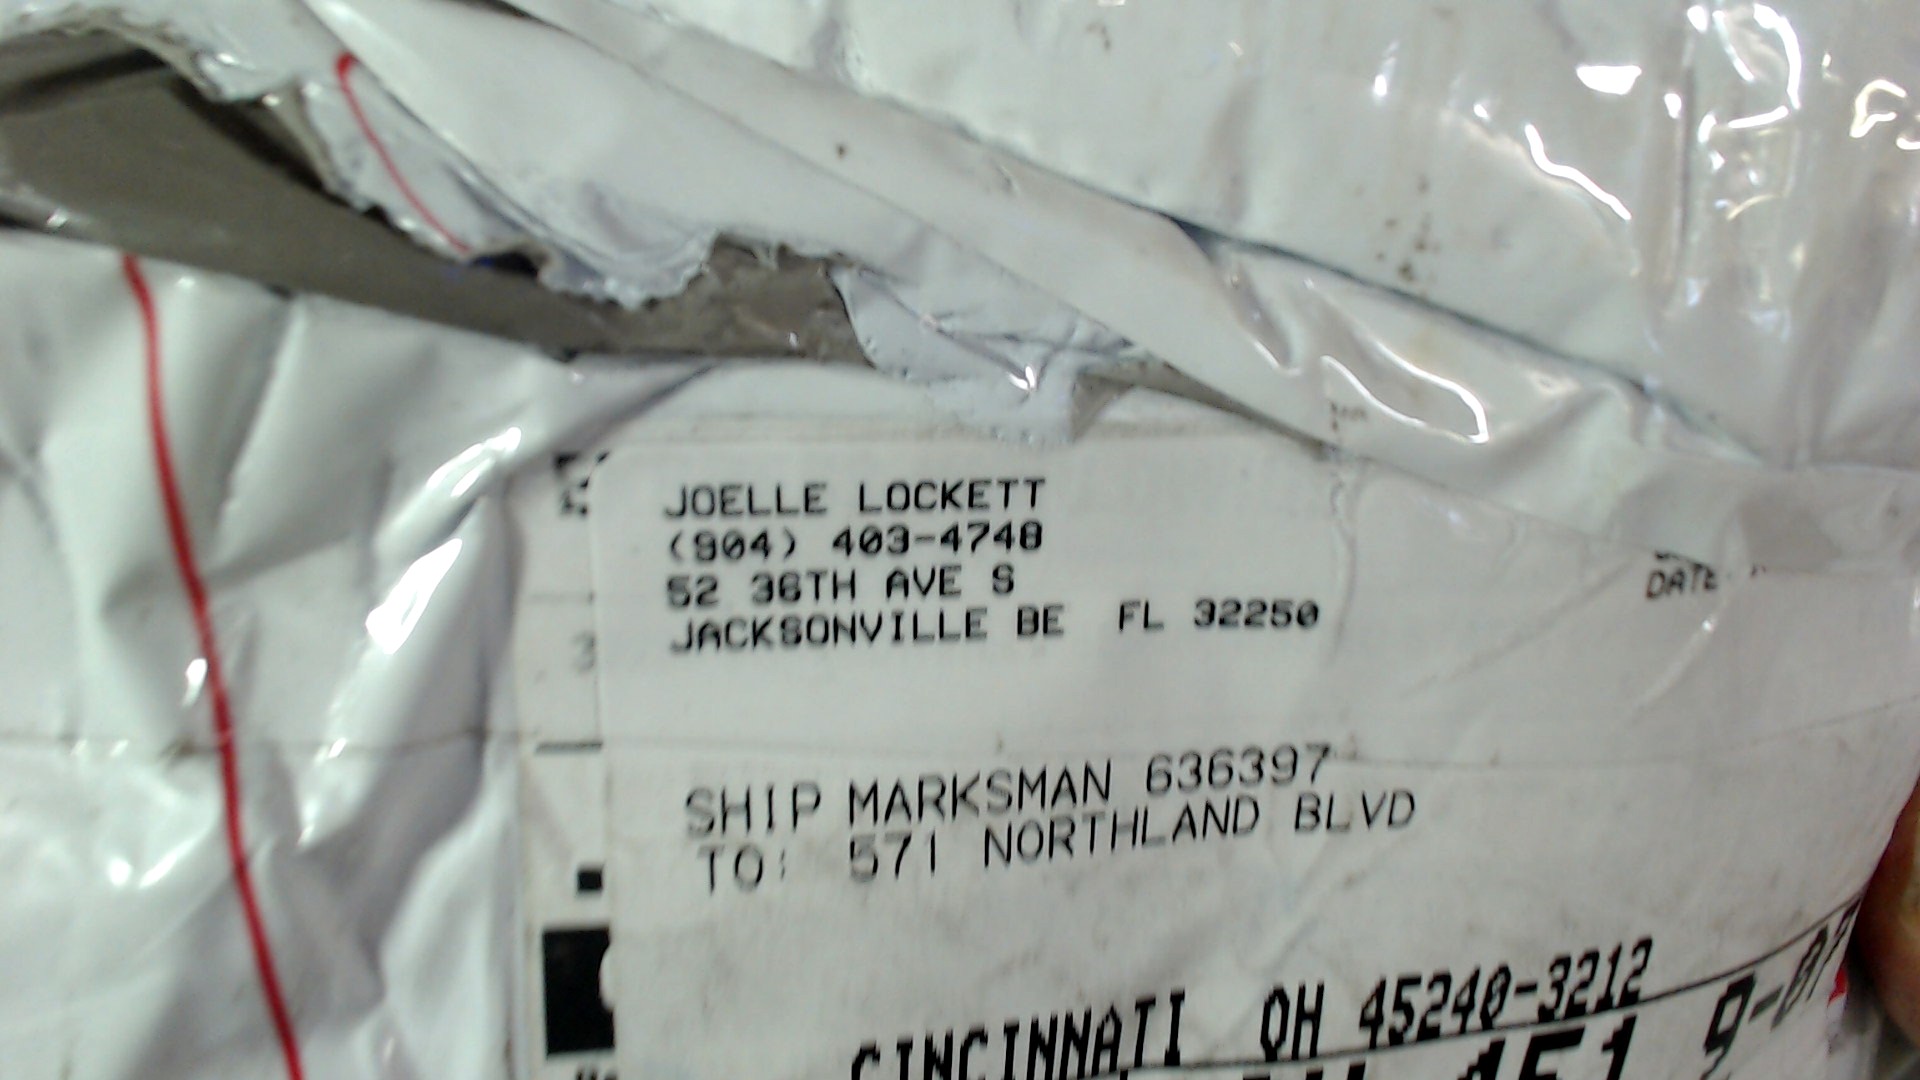 JOELLE LOCKETT
(904) 403-4748
52 36TH AVE S
JACKSONVILLE BE FL 32250
DATE
SHIP MARKSMAN 636397
TO: 571 NORTHLAND BLVD
CINCINNATI OH 45240-3212